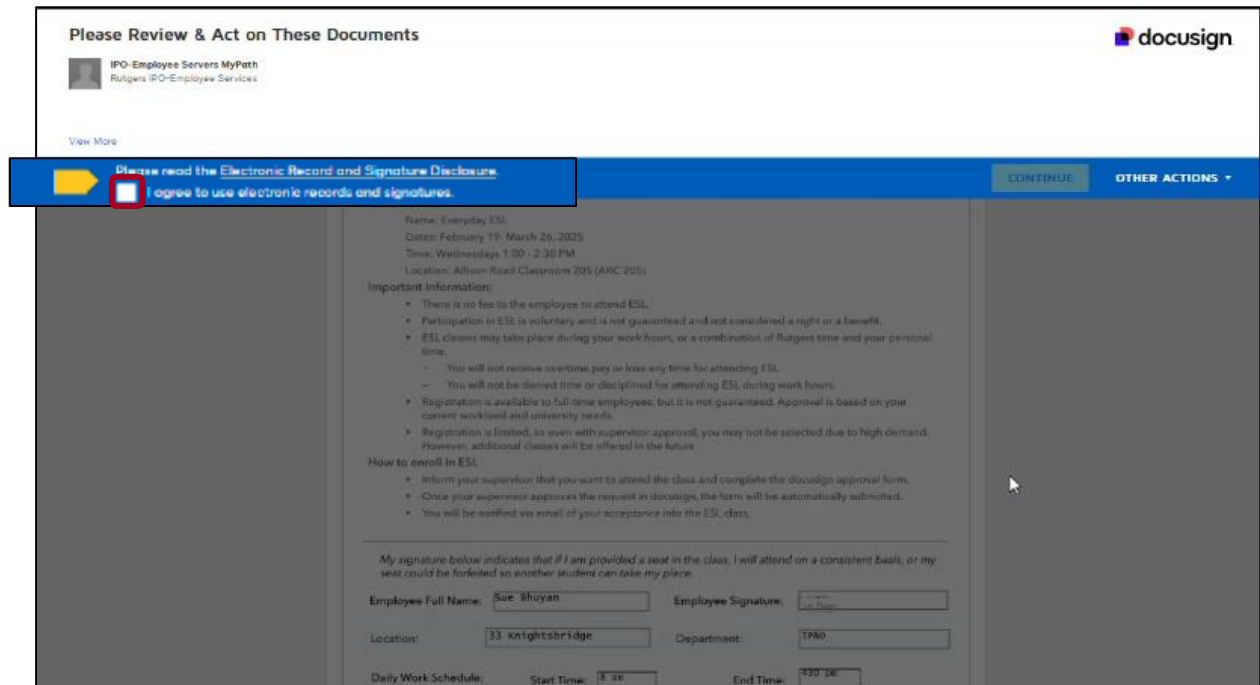 Please Review & Act on These Documents
docusign
IPO-Employee Servers MyPath
Rutgers IPO-Employee Services
View More
Please read the Electronic Record and Signature Disclosure.
I agree to use electronic records and signatures.
CONTINUE
OTHER ACTIONS
Name: Everyday ESL
Dates: February 19- March 26, 2025
Time: Wednesdays 1:00 - 2:30 PM
Location: Allison Road Classroom 205 (ARC 205)
Important Information:
• There is no fee to the employee to attend ESL.
• Participation in ESL is voluntary and is not guaranteed and not considered a right or a benefit.
• ESL classes may take place during your work hours, or a combination of Rutgers time and your personal
time.
– You will not receive overtime pay or lose any time for attending ESL.
– You will not be denied time or disciplined for attending ESL during work hours.
• Registration is available to full-time employees, but it is not guaranteed. Approval is based on your
current workload and university needs.
• Registration is limited, so even with supervisor approval, you may not be selected due to high demand.
However, additional classes will be offered in the future.
How to enroll in ESL
• Inform your supervisor that you want to attend the class and complete the docusign approval form.
• Once your supervisor approves the request in docusign, the form will be automatically submitted.
• You will be notified via email of your acceptance into the ESL class.
My signature below indicates that if I am provided a seat in the class, I will attend on a consistent basis, or my
seat could be forfeited so another student can take my place.
Employee Full Name: Sue Bhuyan Employee Signature:
Location: 33 Knightsbridge Department: IP&O
Daily Work Schedule: Start Time: 8 am End Time: 430 pm